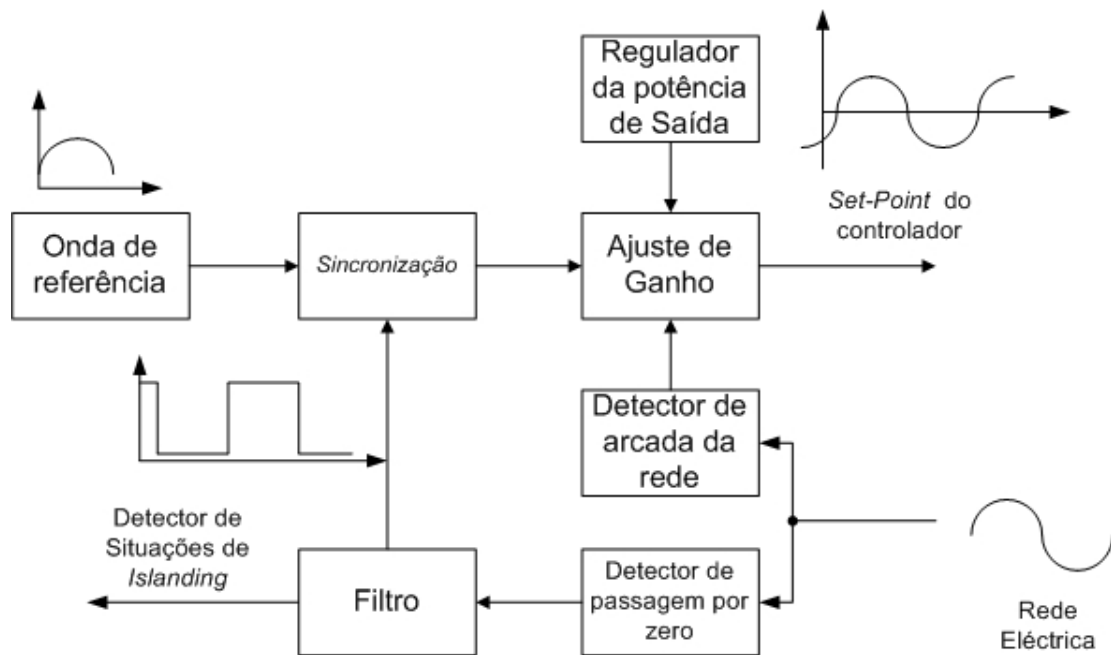 Regulador
da potência
de Saída
Onda de
referência
Sincronização
Ajuste de
Ganho
Set-Point do
controlador
Detector de
arcada da
rede
Detector de
Situações de
Islanding
Filtro
Detector de
passagem por
zero
Rede
Eléctrica